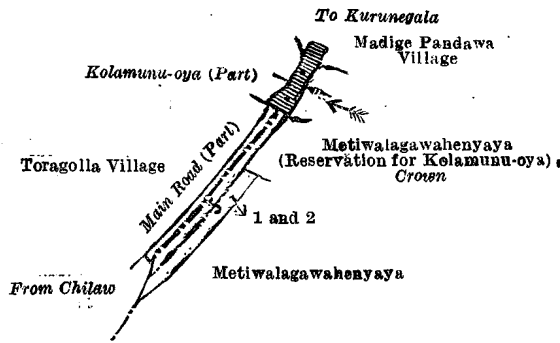 To Kurunegala
Madige Pandawa
Village
Kolamunu-oya (Part)
Main Road (Part)
Toragolla Village
Metiwalagawahenyaya
(Reservation for Kolamunu-oya)
Crown
1 and 2
Metiwalagawahenyaya
From Chilaw